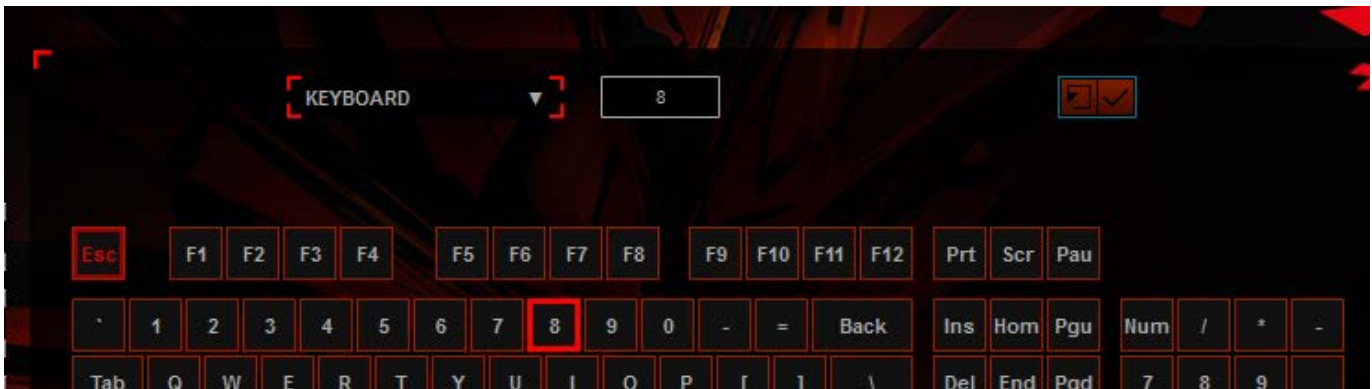 KEYBOARD ▼ 8
Esc F1 F2 F3 F4 F5 F6 F7 F8 F9 F10 F11 F12 Prt Scr Pau
` 1 2 3 4 5 6 7 8 9 0 - = Back Ins Hom Pgu Num / * -
Tab Q W E R T Y U I O P [ ] \ Del End Pgd 7 8 9